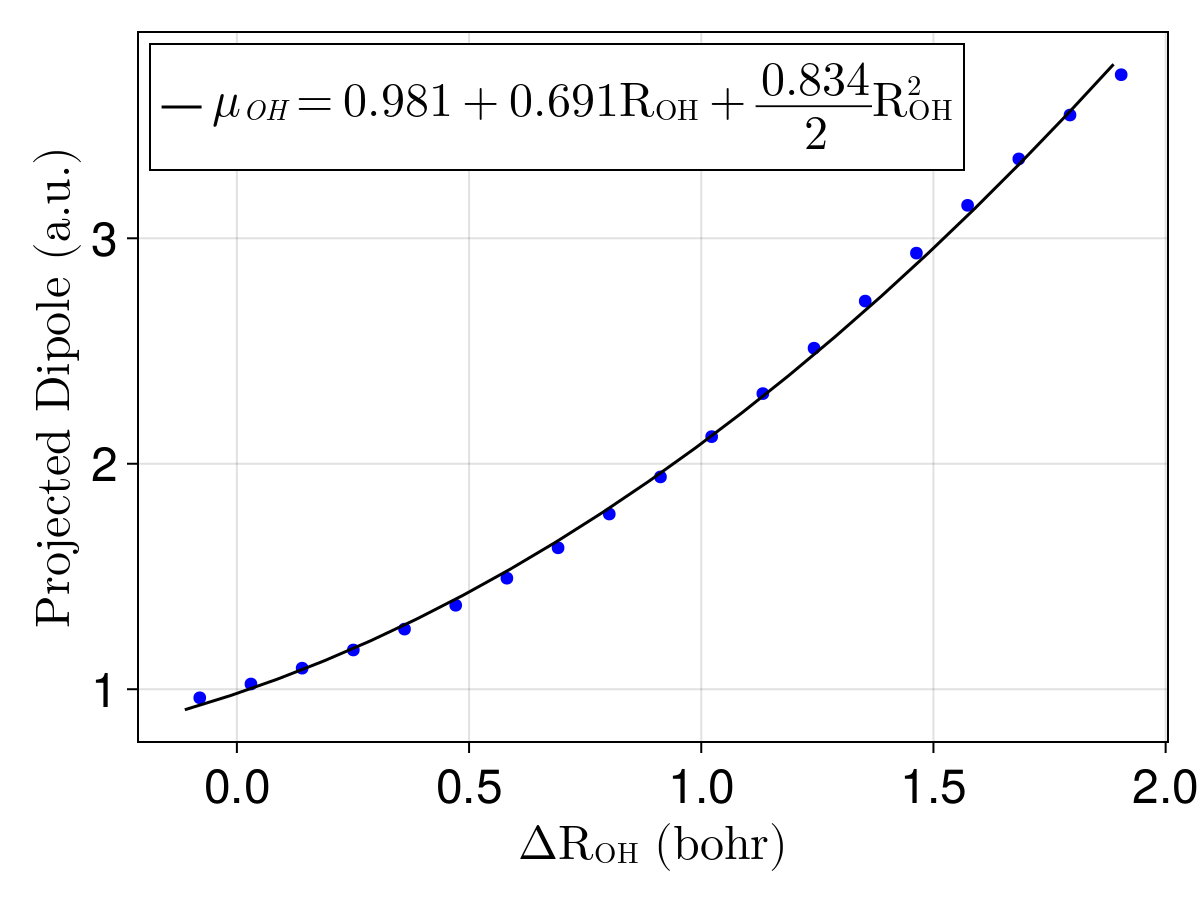 μ_OH = 0.981 + 0.691R_OH + \frac{0.834}{2}R_OH^2
Projected Dipole (a.u.)
3
2
1
0.0 0.5 1.0 1.5 2.0
ΔR_OH (bohr)